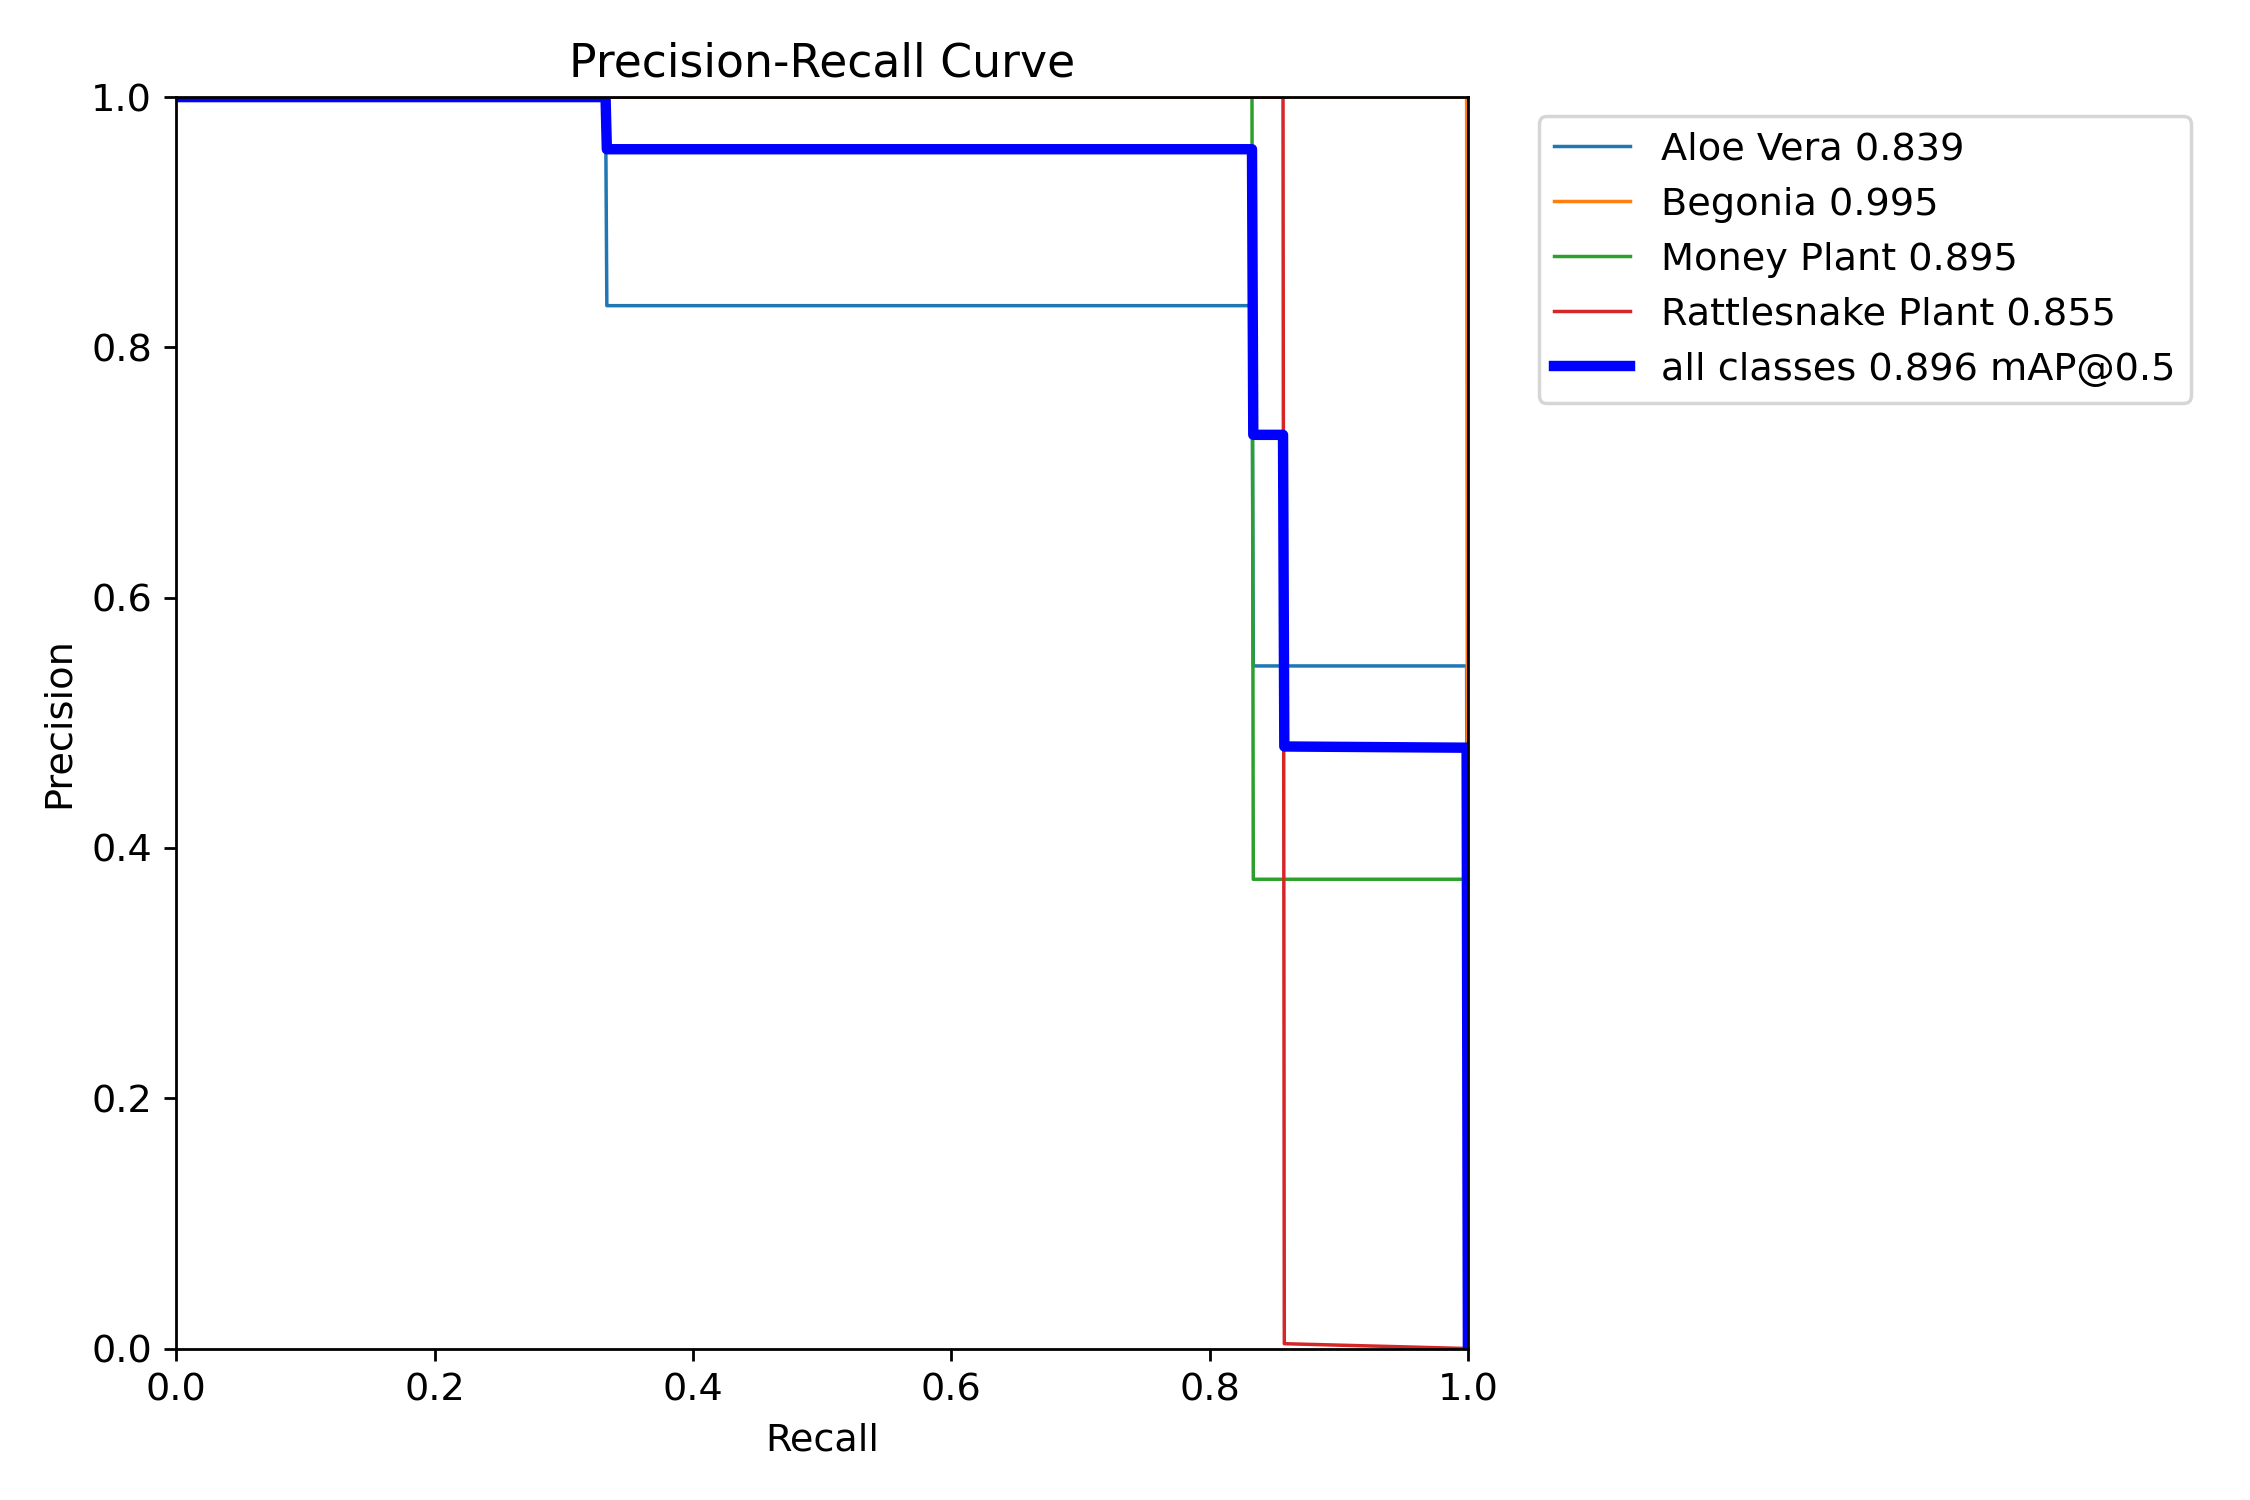 Precision-Recall Curve
1.0
0.8
0.6
0.4
0.2
0.0
Precision
0.0 0.2 0.4 0.6 0.8 1.0
Recall
Aloe Vera 0.839
Begonia 0.995
Money Plant 0.895
Rattlesnake Plant 0.855
all classes 0.896 mAP@0.5